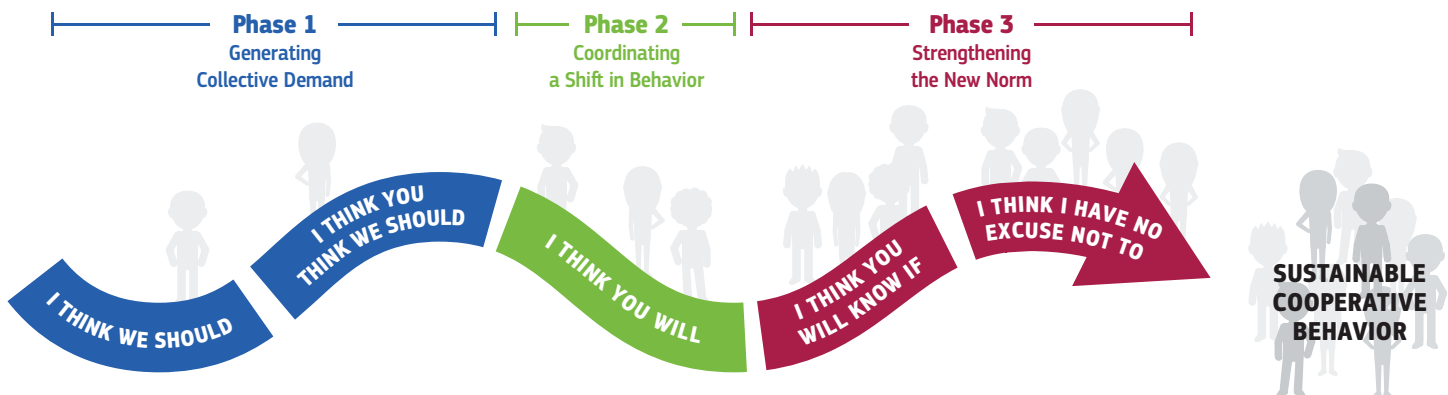 Phase 1
Generating
Collective Demand
Phase 2
Coordinating
a Shift in Behavior
Phase 3
Strengthening
the New Norm
I THINK WE SHOULD
I THINK YOU
THINK WE SHOULD
I THINK YOU WILL
I THINK YOU
WILL KNOW IF
I THINK I HAVE NO
EXCUSE NOT TO
SUSTAINABLE
COOPERATIVE
BEHAVIOR